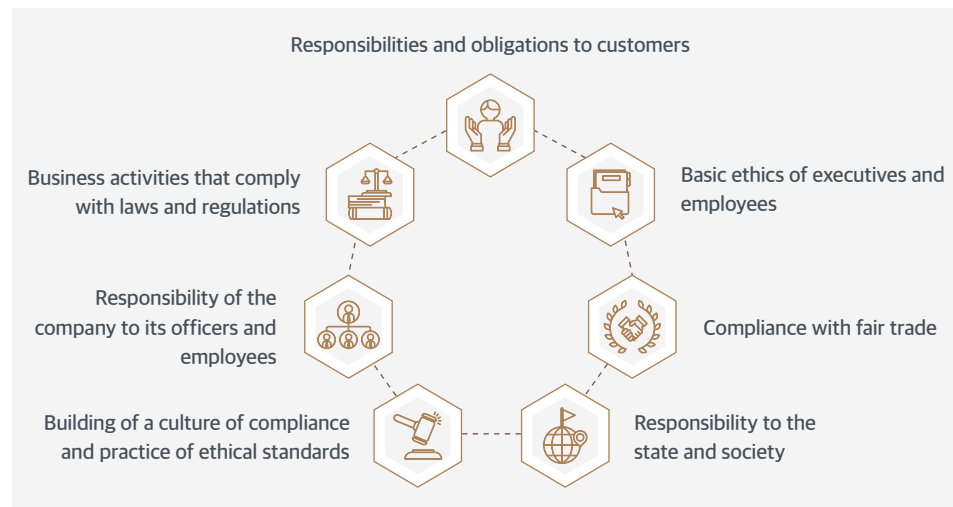 Responsibilities and obligations to customers
Business activities that comply
with laws and regulations
Basic ethics of executives and
employees
Responsibility of the
company to its officers and
employees
Compliance with fair trade
Building of a culture of compliance
and practice of ethical standards
Responsibility to the
state and society